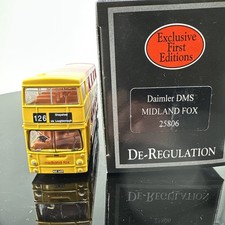 Exclusive
First
Editions
Daimler DMS
MIDLAND FOX
25806
DE-REGULATION
126